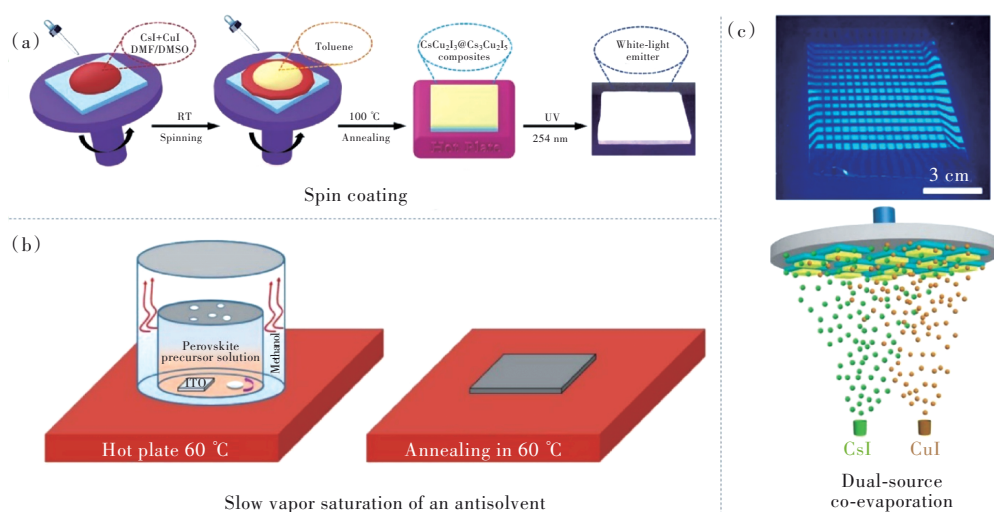 (a)
CsI+CuI
DMF/DMSO
Toluene
CsCu₂I₃@Cs₃Cu₂I₅
composites
White-light
emitter
RT
Spinning
100 ℃
Annealing
UV
254 nm
Spin coating
(b)
Perovskite
precursor solution
ITO
Methanol
Hot plate 60 ℃
Annealing in 60 ℃
Slow vapor saturation of an antisolvent
(c)
3 cm
CsI
CuI
Dual-source
co-evaporation